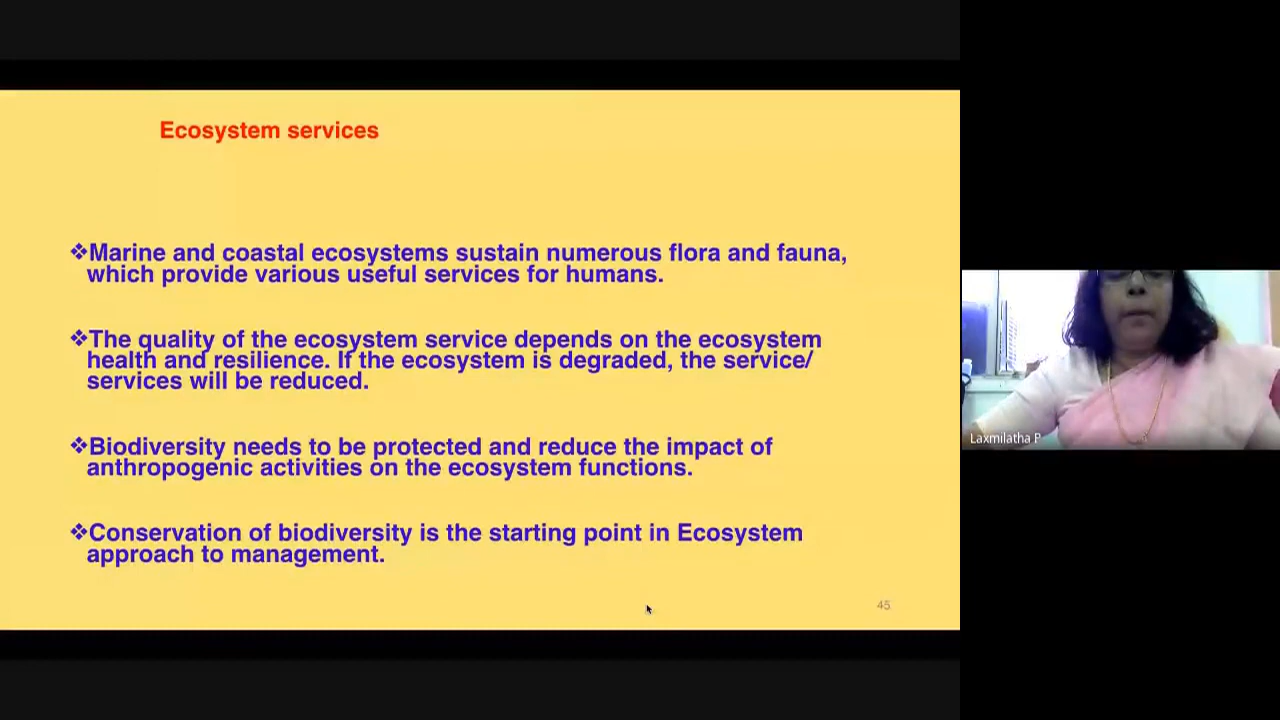 Ecosystem services
❖Marine and coastal ecosystems sustain numerous flora and fauna,
which provide various useful services for humans.
❖The quality of the ecosystem service depends on the ecosystem
health and resilience. If the ecosystem is degraded, the service/
services will be reduced.
❖Biodiversity needs to be protected and reduce the impact of
anthropogenic activities on the ecosystem functions.
❖Conservation of biodiversity is the starting point in Ecosystem
approach to management.
45
Laxmilatha P